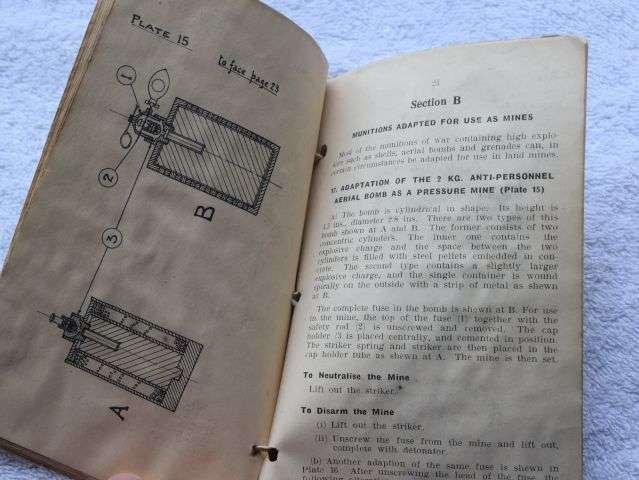 PLATE 15
to face page 23
1
2
3
B
A
Section B
MUNITIONS ADAPTED FOR USE AS MINES
Most of the munitions of war containing high explo-
sive such as shells, aerial bombs and grenades can, in
certain circumstances be adapted for use in land mines.
17. ADAPTATION OF THE 2 KG. ANTI-PERSONNEL
AERIAL BOMB AS A PRESSURE MINE (Plate 15)
(a) The bomb is cylindrical in shape. Its height is
ins., diameter 2·8 ins. There are two types of this
bomb shown at A and B. The former consists of two
concentric cylinders. The inner one contains the
explosive charge and the space between the two
cylinders is filled with steel pellets embedded in con-
crete. The second type contains a slightly larger
explosive charge, and the single container is wound
spirally on the outside with a strip of metal as shewn
at B.
The complete fuse in the bomb is shewn at B. For use
in the mine, the top of the fuse (1) together with the
safety rod (2) is unscrewed and removed. The cap
holder (3 is placed centrally, and cemented in position.
The striker spring and striker are then placed in the
cap holder tube as shewn at A. The mine is then set.
To Neutralise the Mine
Lift out the striker.
To Disarm the Mine
(i) Lift out the striker.
(ii) Unscrew the fuse from the mine and lift out,
complete with detonator.
(b) Another adaption of the same fuse is shewn in
Plate 16. After unscrewing the head of the fuse, the
following